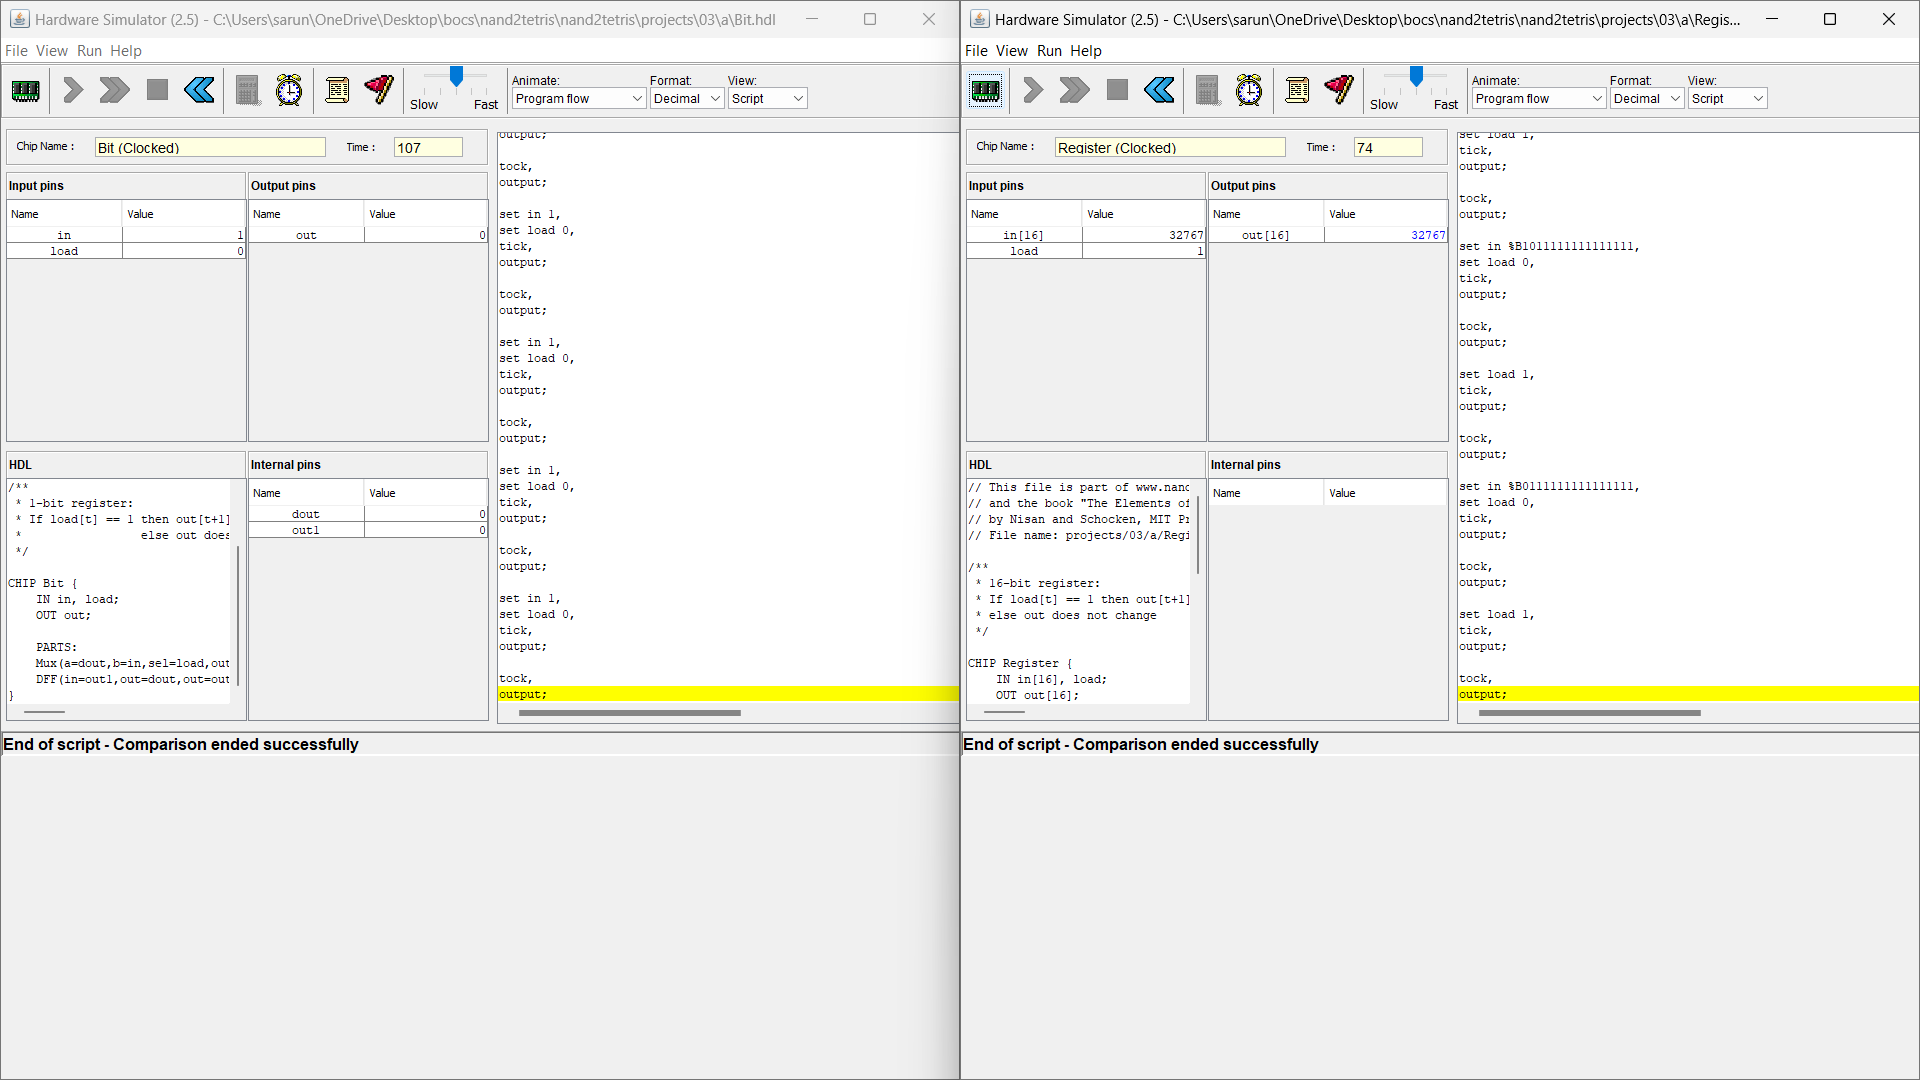 Hardware Simulator (2.5) - C:\Users\sarun\OneDrive\Desktop\bocs\nand2tetris\nand2tetris\projects\03\a\Bit.hdl
File View Run Help
Slow Fast
Animate:
Program flow
Format:
Decimal
View:
Script
Chip Name :
Bit (Clocked)
Time :
107
Input pins
Name Value
in 1
load 0
Output pins
Name Value
out 0
HDL
/**
* 1-bit register:
* If load[t] == 1 then out[t+1]
* else out does
*/
CHIP Bit {
IN in, load;
OUT out;
PARTS:
Mux(a=dout,b=in,sel=load,out
DFF(in=out1,out=dout,out=out
}
Internal pins
Name Value
dout 0
out1 0
output;
tock,
output;
set in 1,
set load 0,
tick,
output;
tock,
output;
set in 1,
set load 0,
tick,
output;
tock,
output;
set in 1,
set load 0,
tick,
output;
tock,
output;
set in 1,
set load 0,
tick,
output;
tock,
output;
End of script - Comparison ended successfully
Hardware Simulator (2.5) - C:\Users\sarun\OneDrive\Desktop\bocs\nand2tetris\nand2tetris\projects\03\a\Regis...
File View Run Help
Slow Fast
Animate:
Program flow
Format:
Decimal
View:
Script
Chip Name :
Register (Clocked)
Time :
74
Input pins
Name Value
in[16] 32767
load 1
Output pins
Name Value
out[16] 32767
HDL
// This file is part of www.nand
// and the book "The Elements of
// by Nisan and Schocken, MIT Pr
// File name: projects/03/a/Regi
/**
* 16-bit register:
* If load[t] == 1 then out[t+1]
* else out does not change
*/
CHIP Register {
IN in[16], load;
OUT out[16];
Internal pins
Name Value
set load 1,
tick,
output;
tock,
output;
set in %B1011111111111111,
set load 0,
tick,
output;
tock,
output;
set load 1,
tick,
output;
tock,
output;
set in %B0111111111111111,
set load 0,
tick,
output;
tock,
output;
set load 1,
tick,
output;
tock,
output;
End of script - Comparison ended successfully